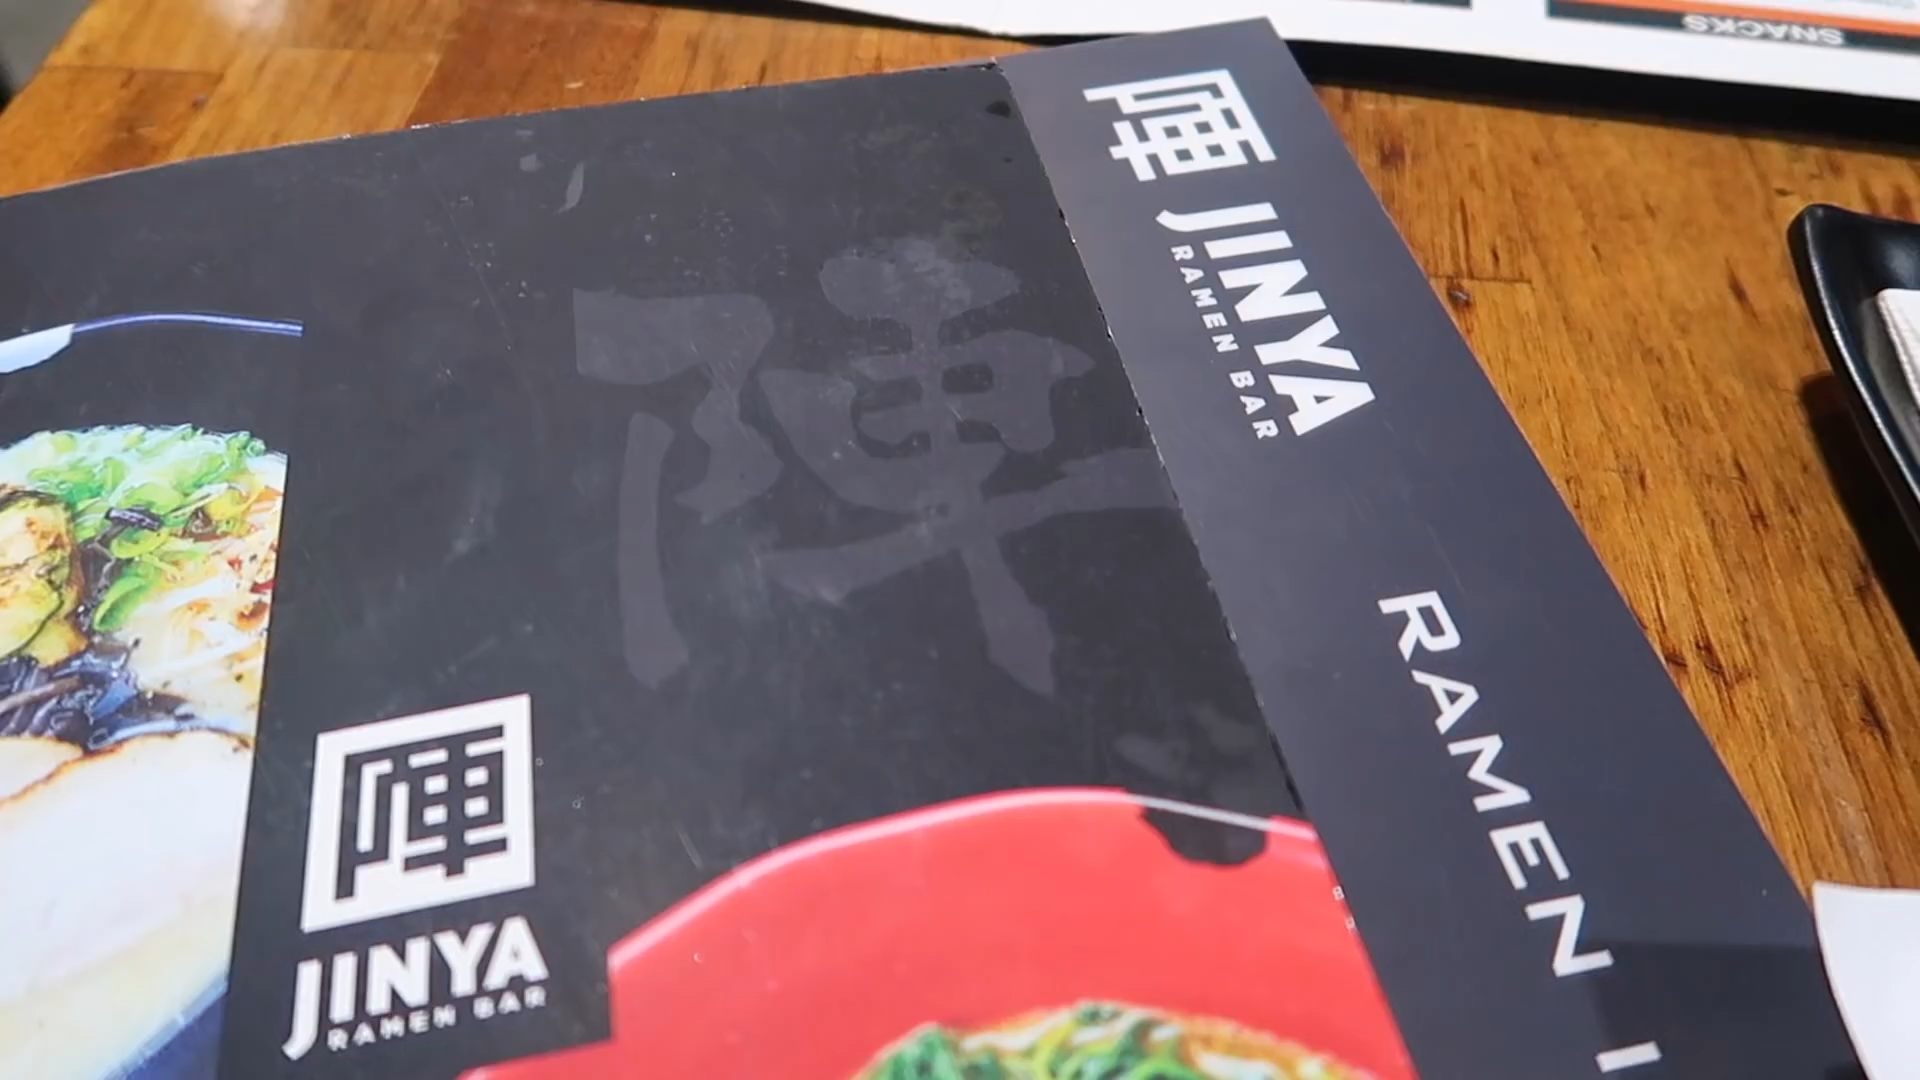 SNACKS
陣
JINYA
RAMEN BAR
陣
RAMEN
陣
JINYA
RAMEN BAR